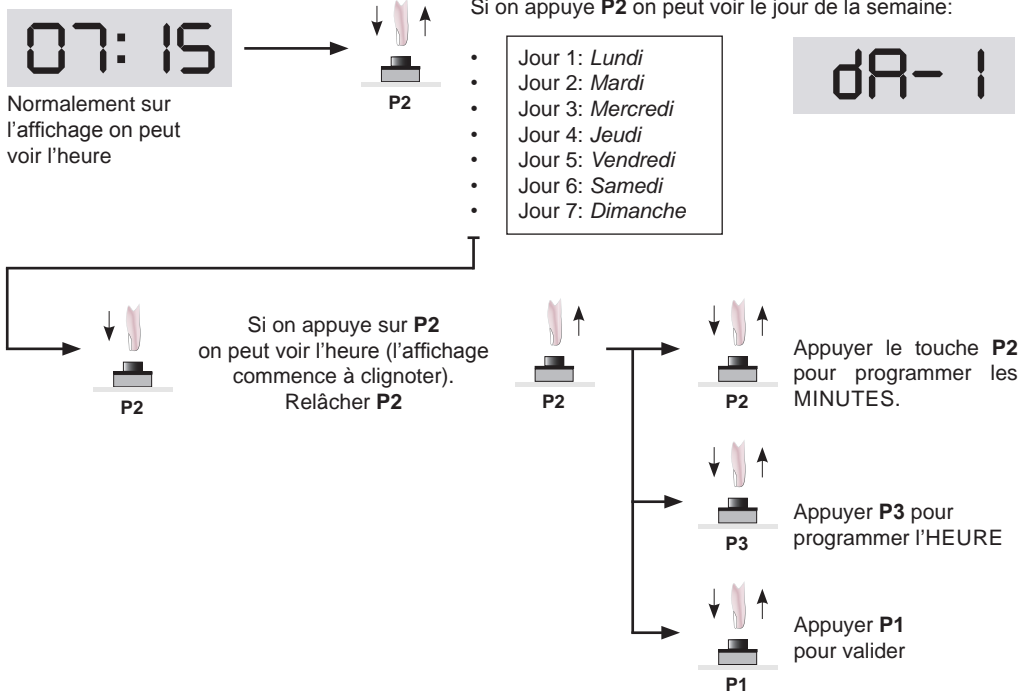 Si on appuye P2 on peut voir le jour de la semaine:
07:15
P2
Normalement sur
l'affichage on peut
voir l'heure
• Jour 1: Lundi
• Jour 2: Mardi
• Jour 3: Mercredi
• Jour 4: Jeudi
• Jour 5: Vendredi
• Jour 6: Samedi
• Jour 7: Dimanche
dA-1
P2
Si on appuye sur P2
on peut voir l'heure (l'affichage
commence à clignoter).
Relâcher P2
P2
P2
Appuyer le touche P2
pour programmer les
MINUTES.
P3
Appuyer P3 pour
programmer l'HEURE
P1
Appuyer P1
pour valider